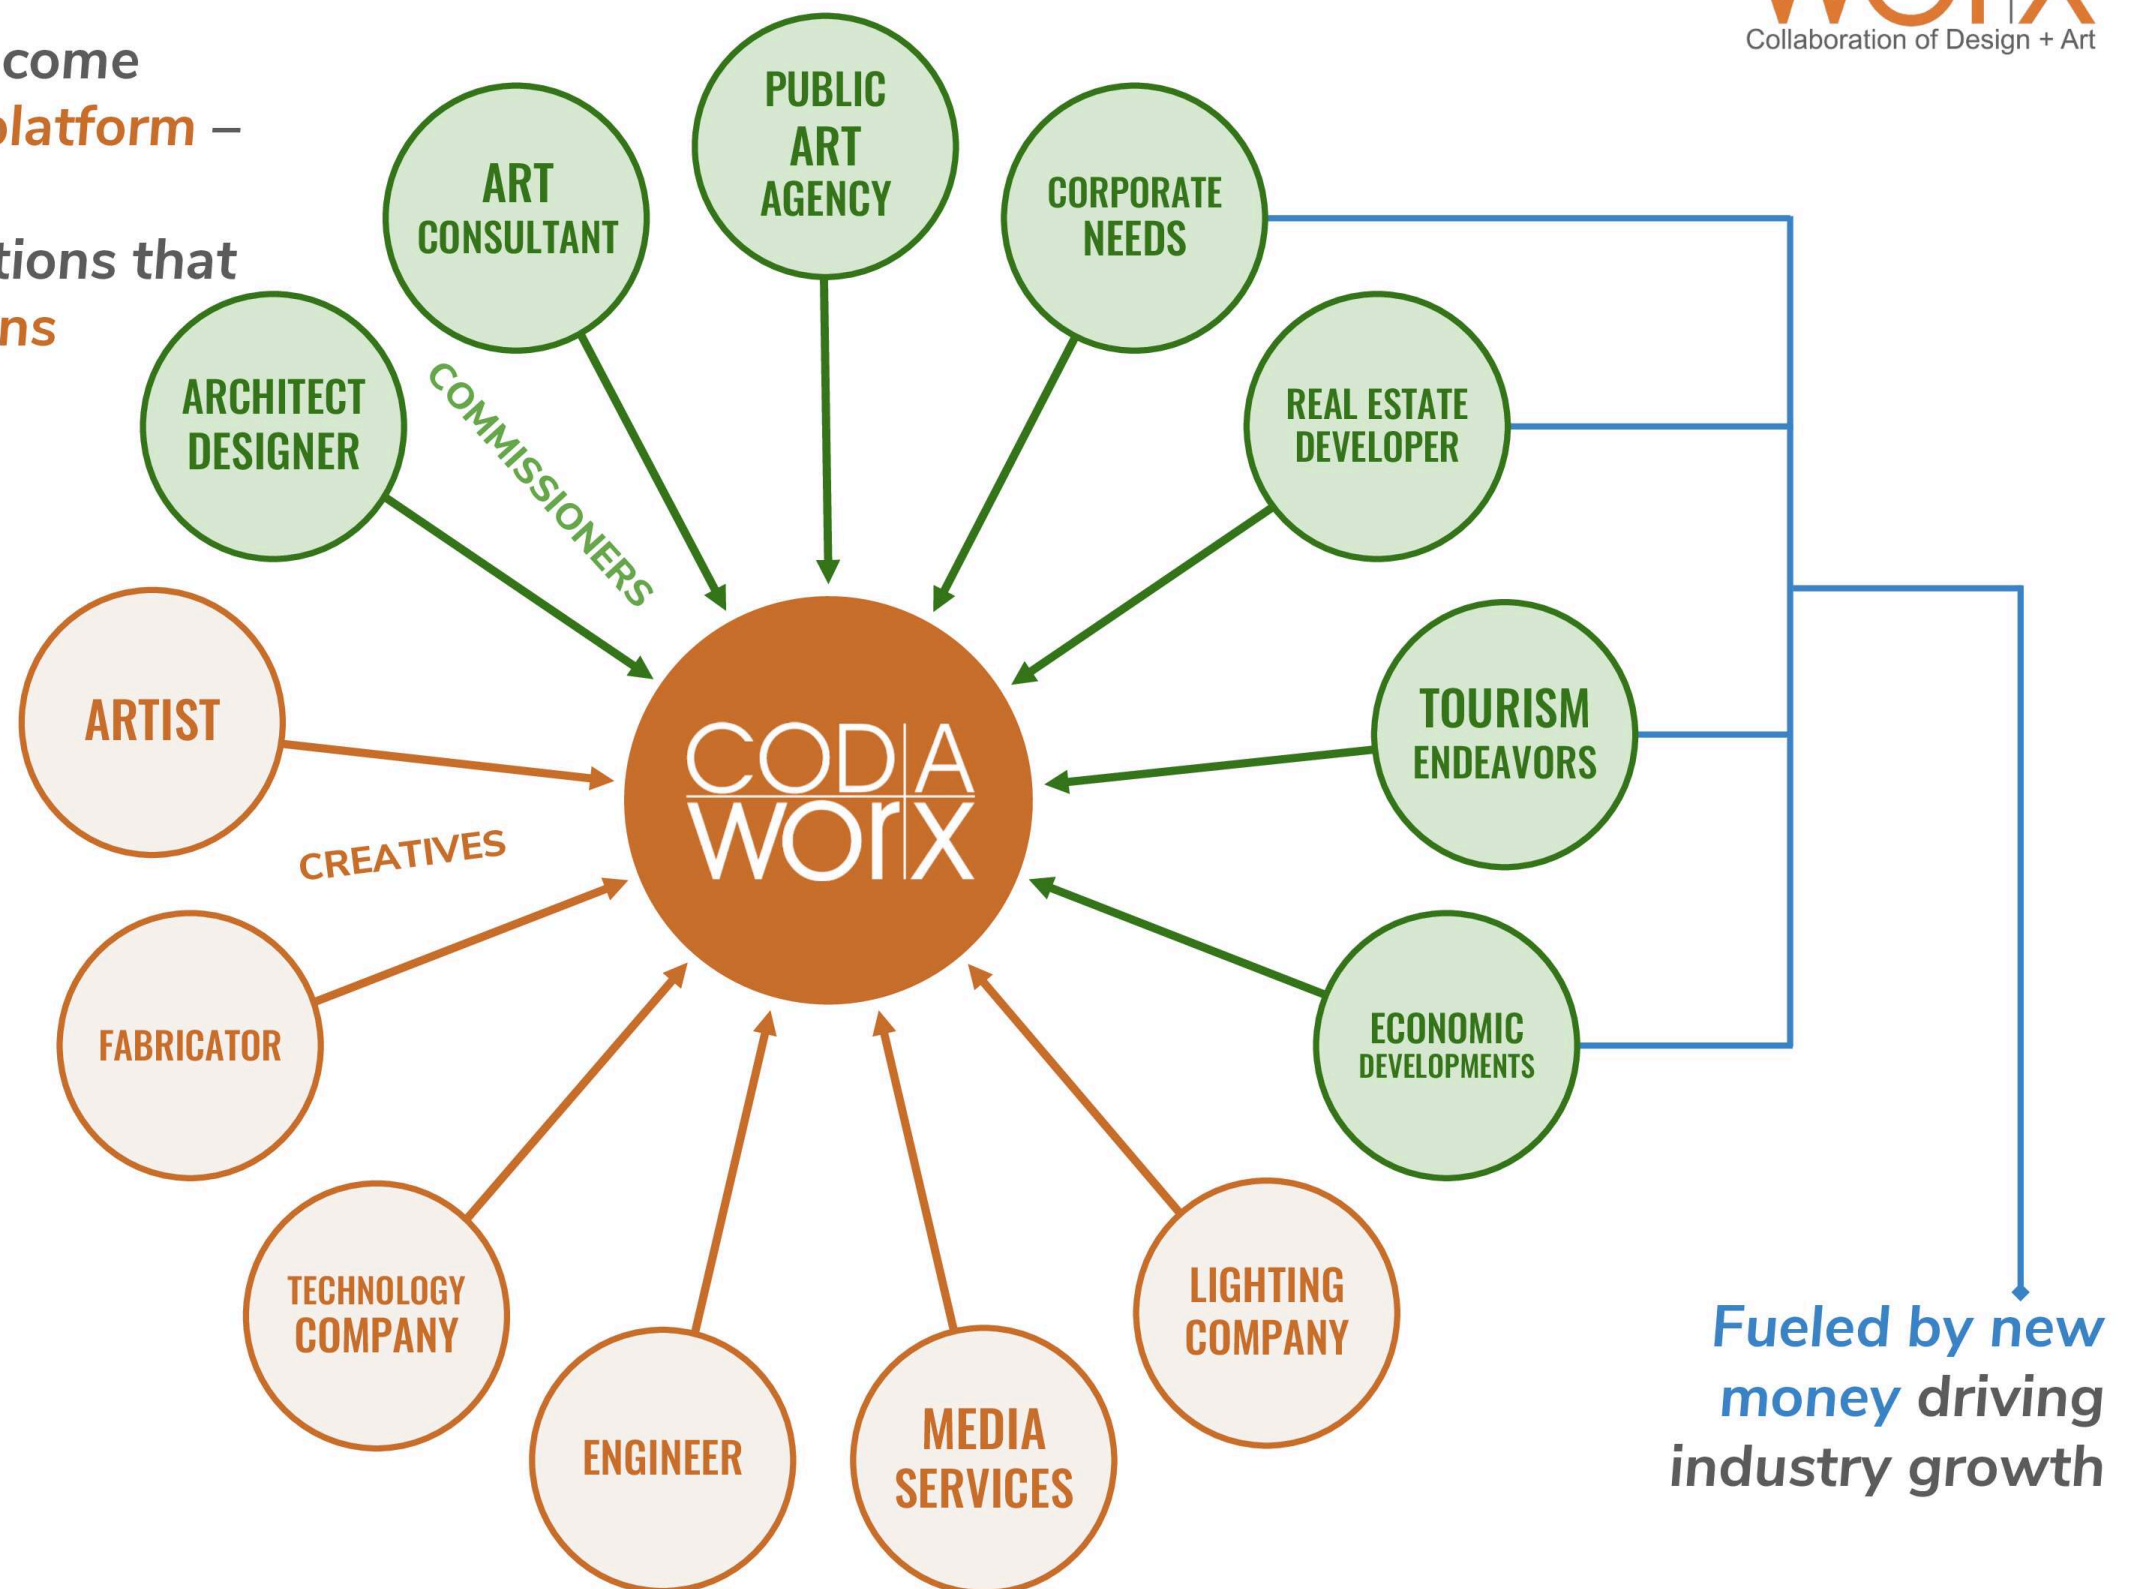 come
platform –
tions that
ns
worx
Collaboration of Design + Art
PUBLIC
ART
AGENCY
ART
CONSULTANT
CORPORATE
NEEDS
ARCHITECT
DESIGNER
COMMISSIONERS
REAL ESTATE
DEVELOPER
ARTIST
CREATIVES
COD|A
worx
TOURISM
ENDEAVORS
FABRICATOR
ECONOMIC
DEVELOPMENTS
TECHNOLOGY
COMPANY
ENGINEER
MEDIA
SERVICES
LIGHTING
COMPANY
Fueled by new
money driving
industry growth